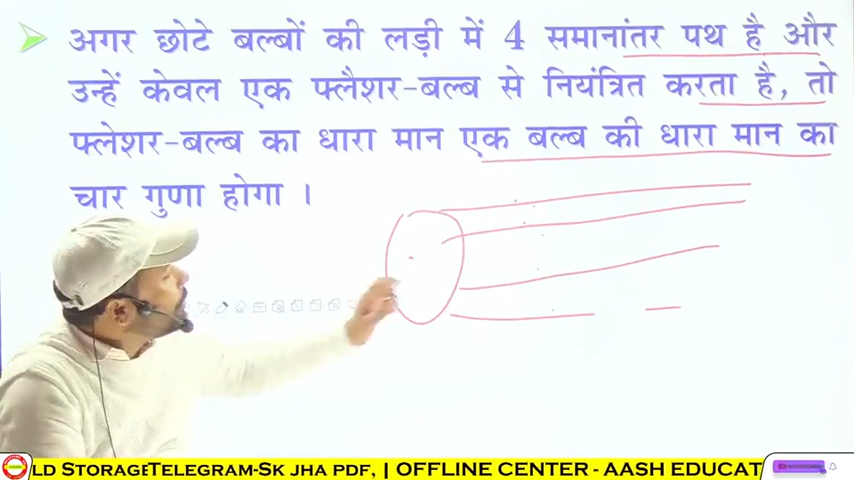 अगर छोटे बल्बों की लड़ी में 4 समानांतर पथ है और
उन्हें केवल एक फ्लैशर-बल्ब से नियंत्रित करता है, तो
फ्लेशर-बल्ब का धारा मान एक बल्ब की धारा मान का
चार गुणा होगा ।
LD STORAGETELEGRAM-SK JHA PDF, | OFFLINE CENTER - AASH EDUCAT